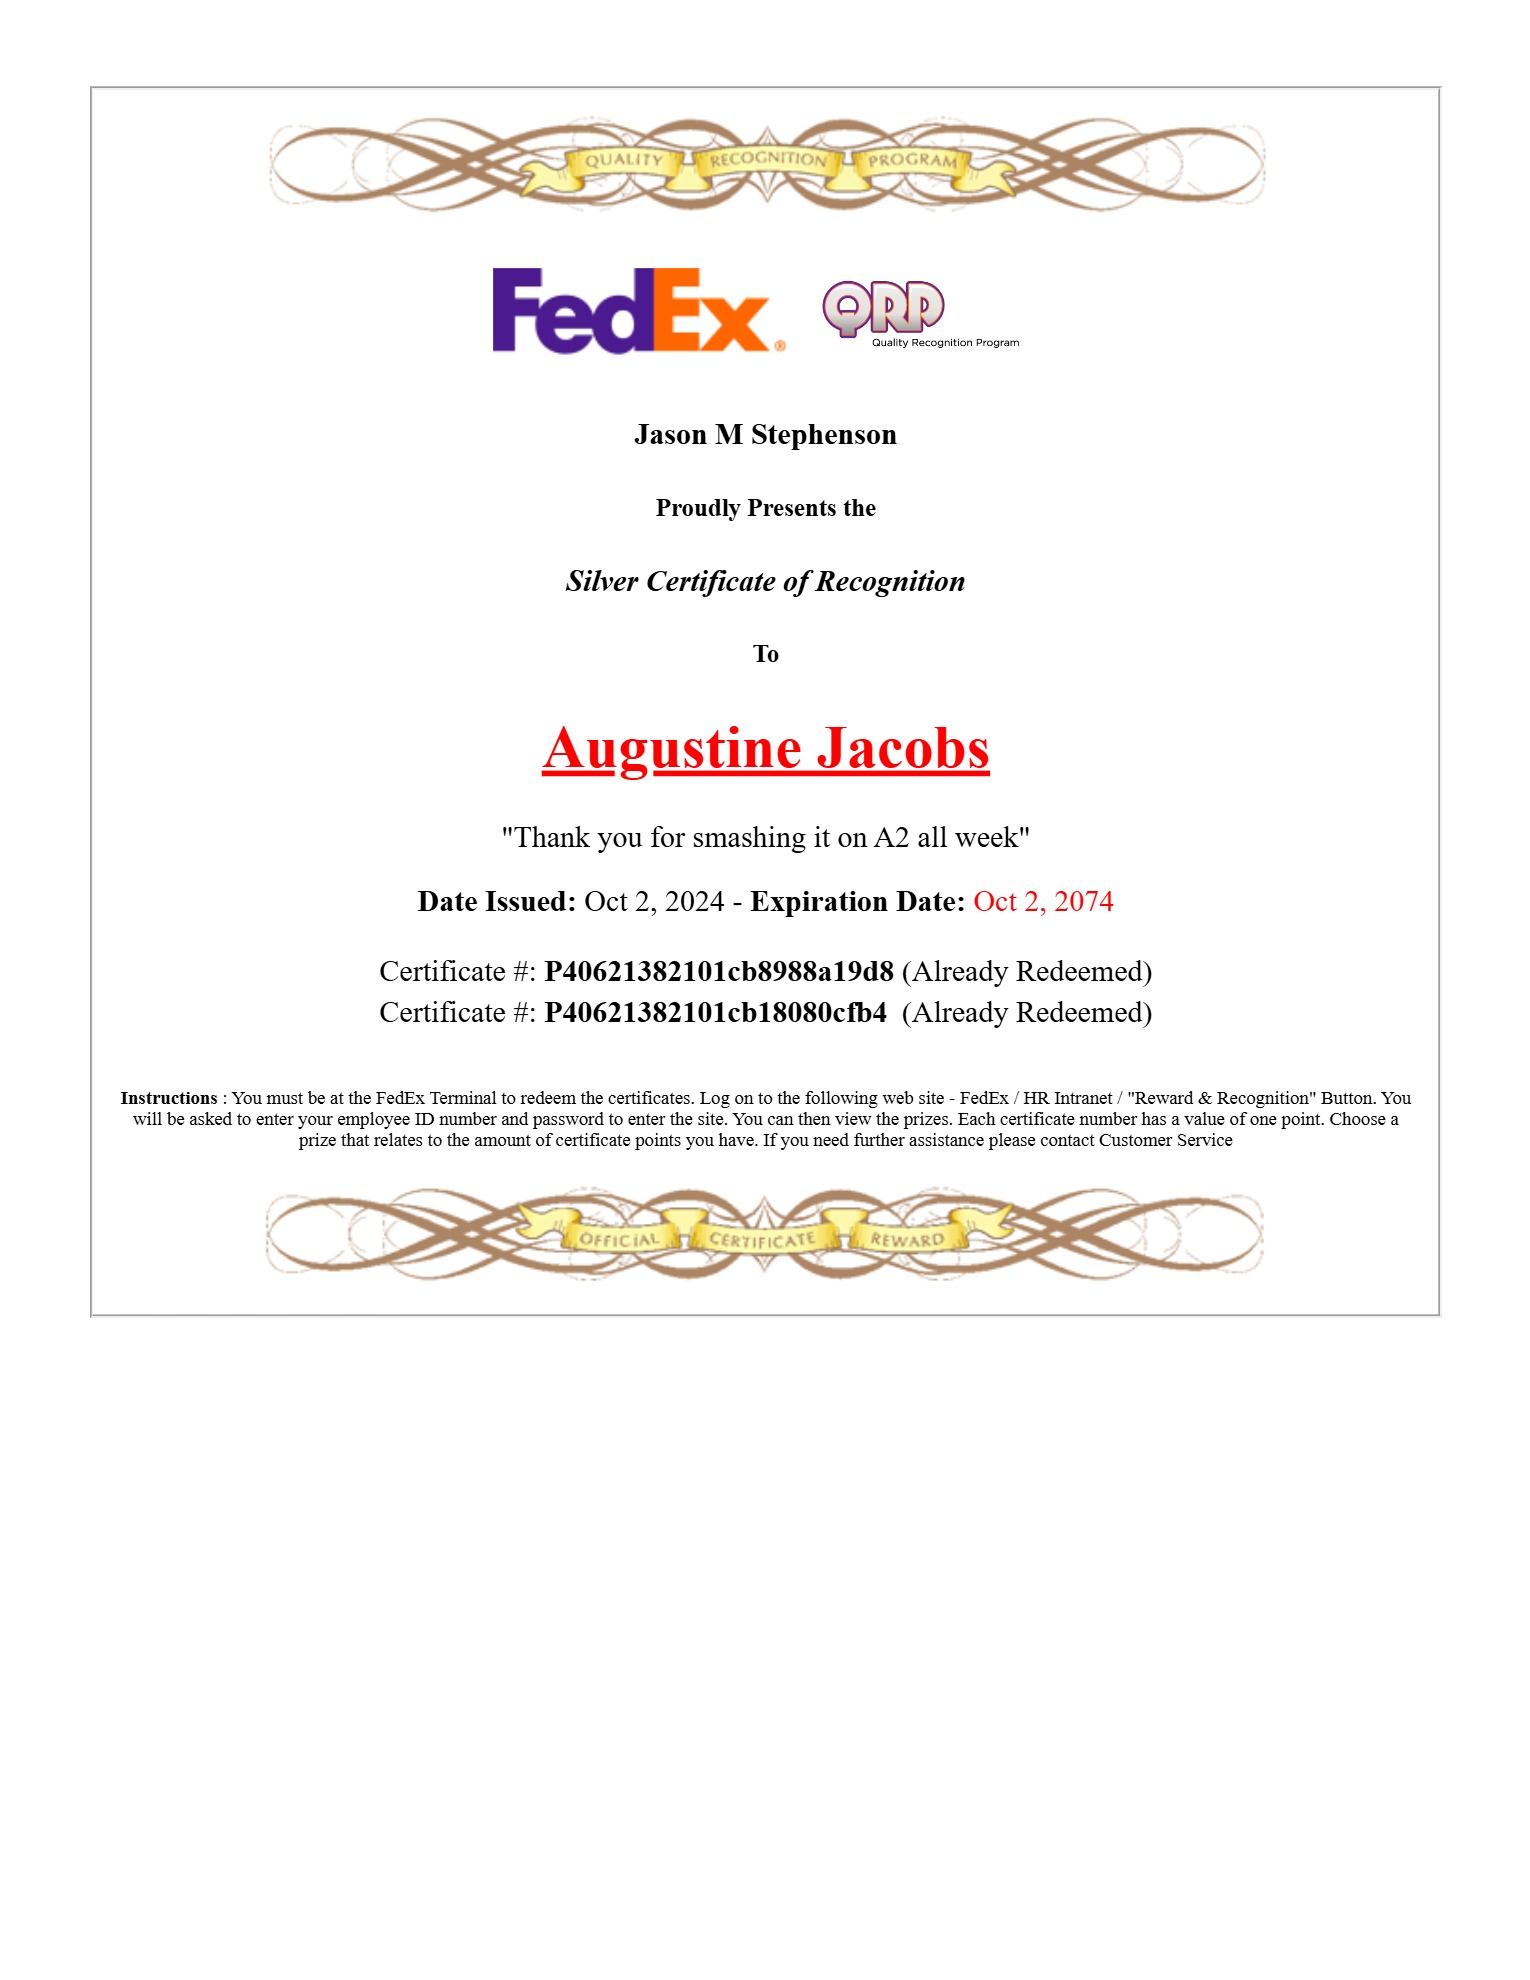 QUALITY RECOGNITION PROGRAM
FedEx® QRP
Quality Recognition Program
Jason M Stephenson
Proudly Presents the
Silver Certificate of Recognition
To
Augustine Jacobs
"Thank you for smashing it on A2 all week"
Date Issued: Oct 2, 2024 - Expiration Date: Oct 2, 2074
Certificate #: P40621382101cb8988a19d8 (Already Redeemed)
Certificate #: P40621382101cb18080cfb4 (Already Redeemed)
Instructions : You must be at the FedEx Terminal to redeem the certificates. Log on to the following web site - FedEx / HR Intranet / "Reward & Recognition" Button. You
will be asked to enter your employee ID number and password to enter the site. You can then view the prizes. Each certificate number has a value of one point. Choose a
prize that relates to the amount of certificate points you have. If you need further assistance please contact Customer Service
OFFICIAL CERTIFICATE REWARD